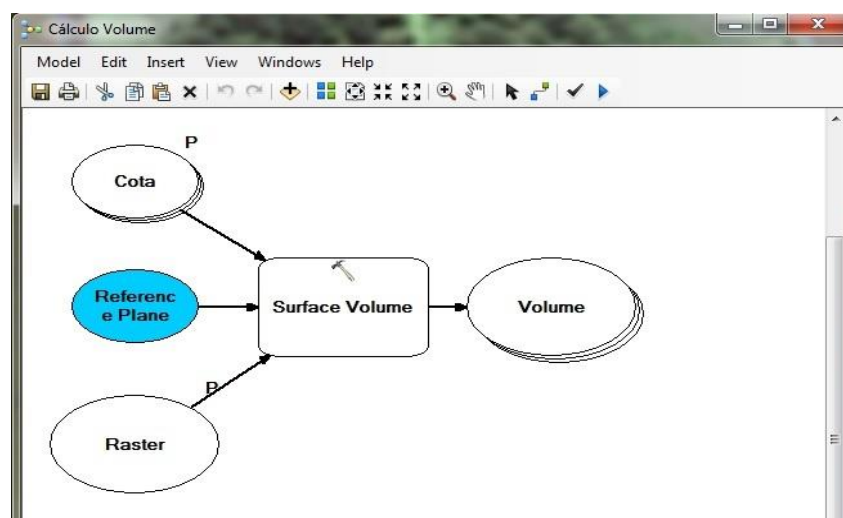 Cálculo Volume
Model Edit Insert View Windows Help
P
Cota
Referenc
e Plane
Surface Volume
Volume
P
Raster